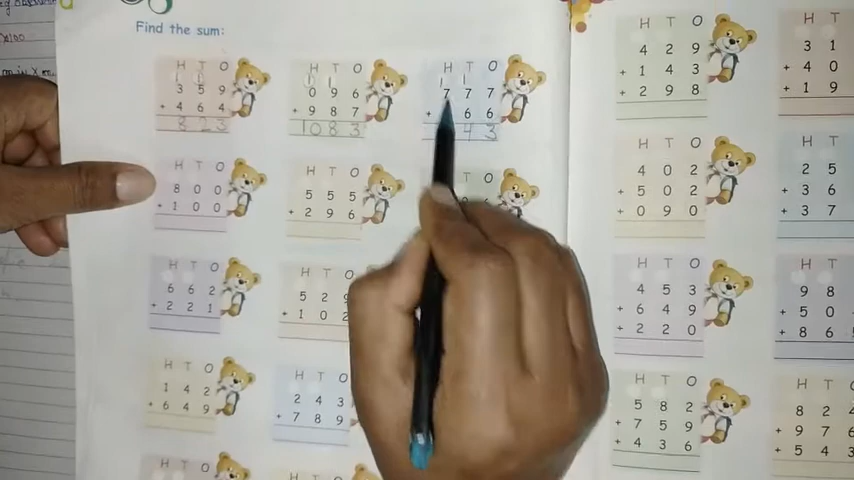 Find the sum:
H T O
1 1
3 5 9
+ 4 6 4
8 2 3
H T O
1 1
0 9 6
+ 9 8 7
1 0 8 3
H T O
1 1
7 7 7
+ 6 6
4 3
H T O
8 0 0
+ 1 0 0
H T O
5 5 5
+ 2 9 6
T O
H T O
6 6 2
+ 2 2 1
H T
5 2 9
+ 1 0
H T O
1 4 2
+ 6 4 9
H T O
2 4 3
+ 7 8 9
H T O
H T
H T O
4 2 9
+ 1 4 3
+ 2 9 8
H T
3 1
+ 4 0
+ 1 9
H T O
4 0 2
+ 5 0 2
+ 0 9 0
H T
2 5
+ 3 6
+ 3 7
H T O
4 5 3
+ 6 4 9
+ 2 2 0
H T
9 8
+ 5 0
+ 8 6
H T O
5 8 2
+ 7 5 9
+ 4 3 6
H T O
8 2 4
+ 9 7 6
+ 5 4 3